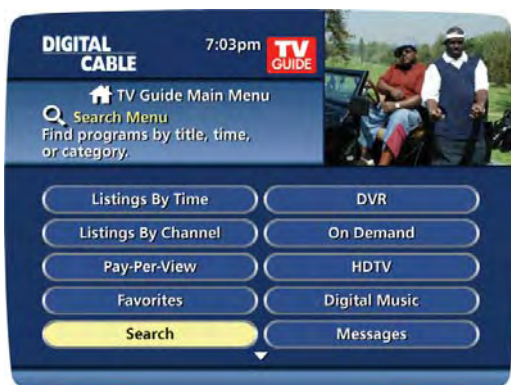 DIGITAL
CABLE
7:03pm
TV
GUIDE
TV Guide Main Menu
Search Menu
Find programs by title, time,
or category.
Listings By Time
DVR
Listings By Channel
On Demand
Pay-Per-View
HDTV
Favorites
Digital Music
Search
Messages